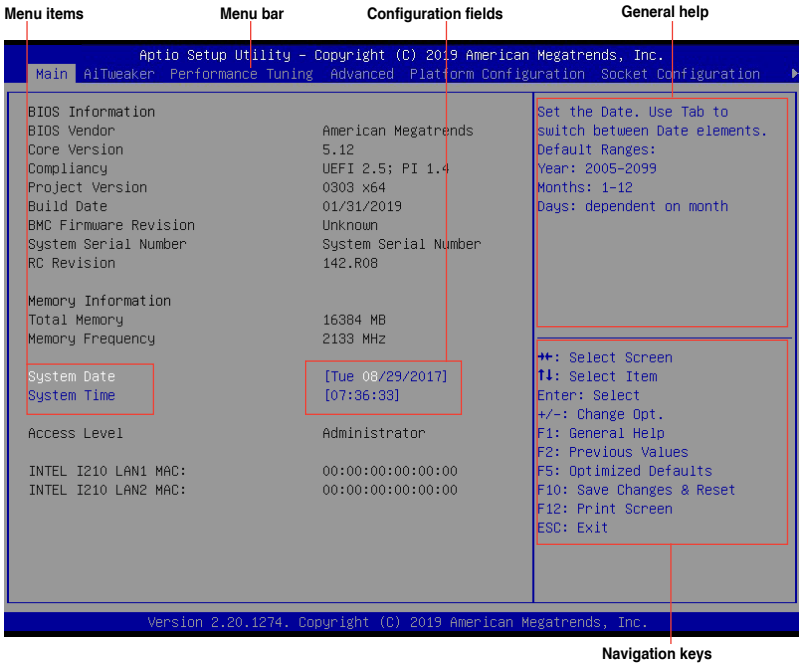 Menu items Menu bar Configuration fields General help
Aptio Setup Utility – Copyright (C) 2019 American Megatrends, Inc.
Main AiTweaker Performance Tuning Advanced Platform Configuration Socket Configuration
BIOS Information
BIOS Vendor American Megatrends
Core Version 5.12
Compliancy UEFI 2.5; PI 1.4
Project Version 0303 x64
Build Date 01/31/2019
BMC Firmware Revision Unknown
System Serial Number System Serial Number
RC Revision 142.R08
Memory Information
Total Memory 16384 MB
Memory Frequency 2133 MHz
System Date [Tue 08/29/2017]
System Time [07:36:33]
Access Level Administrator
INTEL I210 LAN1 MAC: 00:00:00:00:00:00
INTEL I210 LAN2 MAC: 00:00:00:00:00:00
Set the Date. Use Tab to
switch between Date elements.
Default Ranges:
Year: 2005-2099
Months: 1-12
Days: dependent on month
→←: Select Screen
↑↓: Select Item
Enter: Select
+/-: Change Opt.
F1: General Help
F2: Previous Values
F5: Optimized Defaults
F10: Save Changes & Reset
F12: Print Screen
ESC: Exit
Version 2.20.1274. Copyright (C) 2019 American Megatrends, Inc.
Navigation keys